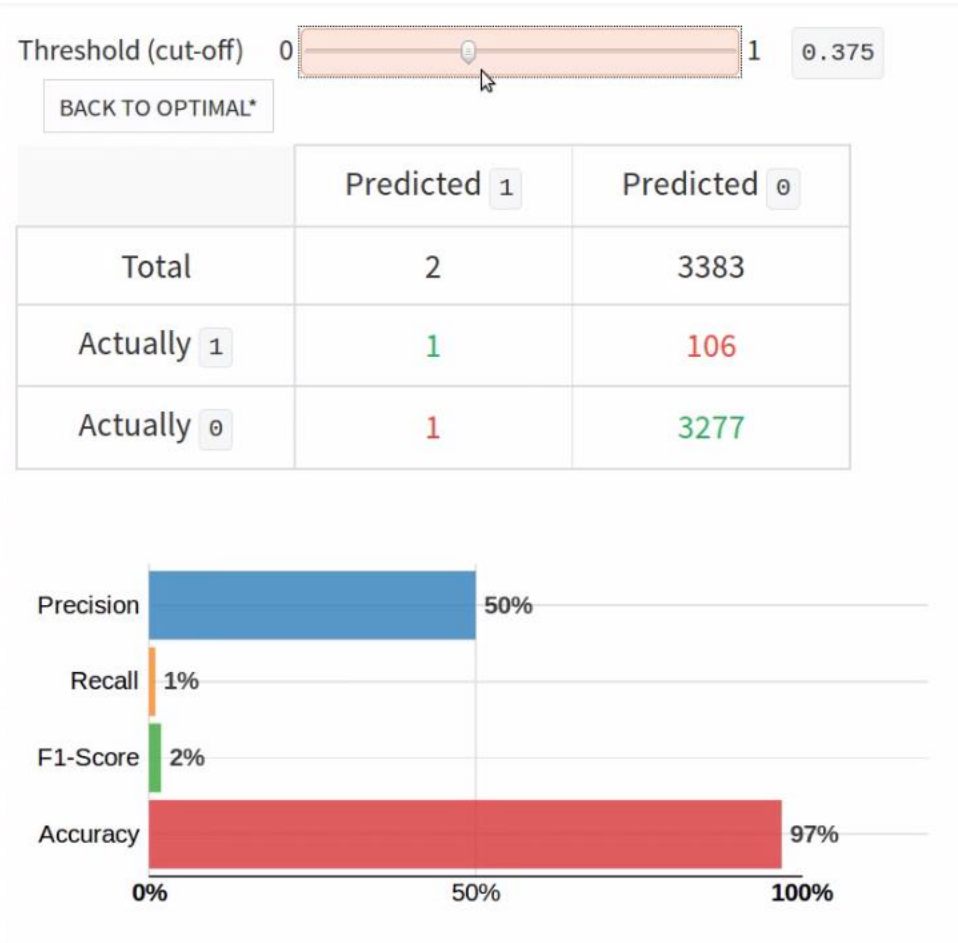 Threshold (cut-off) 0 1 0.375
BACK TO OPTIMAL*
Predicted 1 Predicted 0
Total 2 3383
Actually 1 1 106
Actually 0 1 3277
Precision 50%
Recall 1%
F1-Score 2%
Accuracy 97%
0% 50% 100%